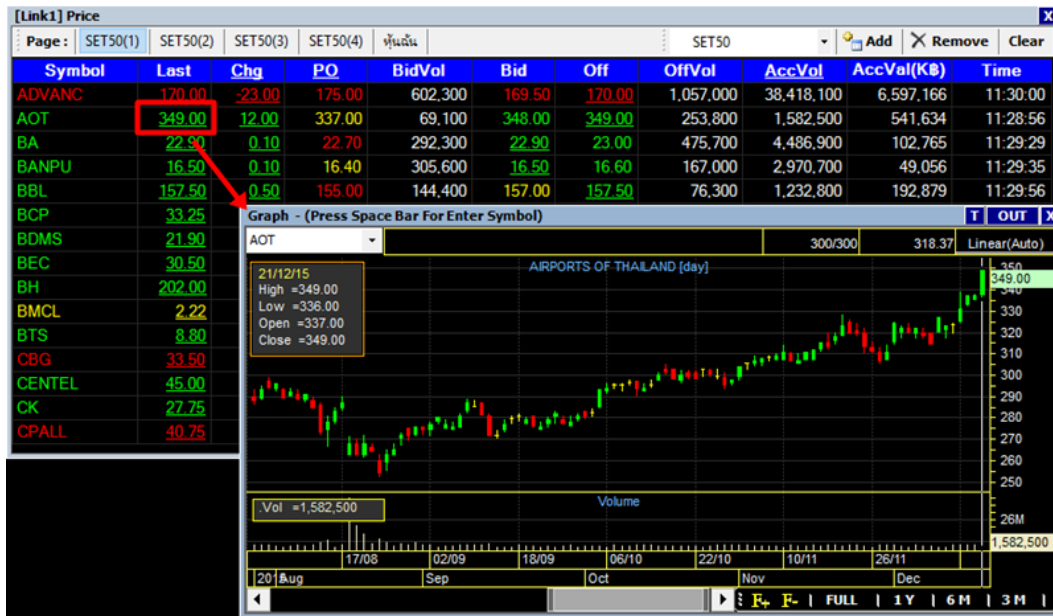 [Link1] Price X
Page : SET50(1) SET50(2) SET50(3) SET50(4) หุ้นฉัน SET50 Add Remove Clear
Symbol Last Chg PO BidVol Bid Off OffVol AccVol AccVal(K฿) Time
ADVANC 170.00 -23.00 175.00 602,300 169.50 170.00 1,057,000 38,418,100 6,597,166 11:30:00
AOT 349.00 12.00 337.00 69,100 348.00 349.00 253,800 1,582,500 541,634 11:28:56
BA 22.90 0.10 22.70 292,300 22.90 23.00 475,700 4,486,900 102,765 11:29:29
BANPU 16.50 0.10 16.40 305,600 16.50 16.60 167,000 2,970,700 49,056 11:29:35
BBL 157.50 0.50 155.00 144,400 157.00 157.50 76,300 1,232,800 192,879 11:29:56
BCP 33.25
BDMS 21.90
BEC 30.50
BH 202.00
BMCL 2.22
BTS 8.80
CBG 33.50
CENTEL 45.00
CK 27.75
CPALL 40.75
Graph - (Press Space Bar For Enter Symbol) T OUT X
AOT 300/300 318.37 Linear(Auto)
AIRPORTS OF THAILAND [day]
21/12/15
High =349.00
Low =336.00
Open =337.00
Close =349.00
350
349.00
340
330
320
310
300
290
280
270
260
250
Volume
.Vol =1,582,500
26M
1,582,500
17/08 02/09 18/09 06/10 22/10 10/11 26/11
Aug Sep Oct Nov Dec
F+ F- | FULL | 1Y | 6M | 3M |